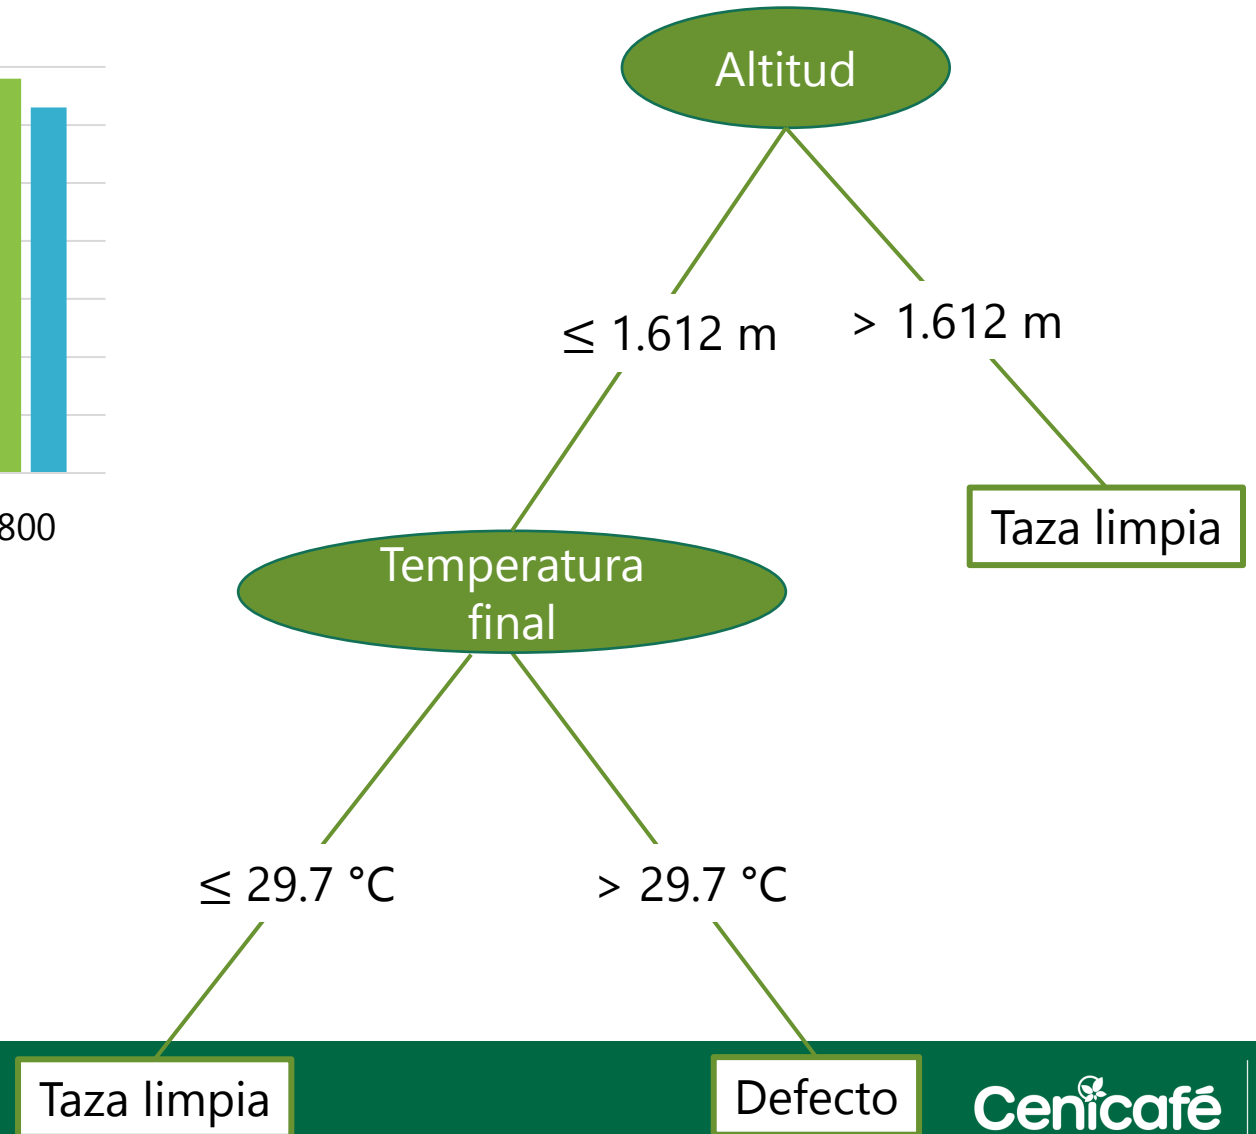 Altitud
≤ 1.612 m
> 1.612 m
800
Taza limpia
Temperatura
final
≤ 29.7 °C
> 29.7 °C
Taza limpia
Defecto
Cenicafé